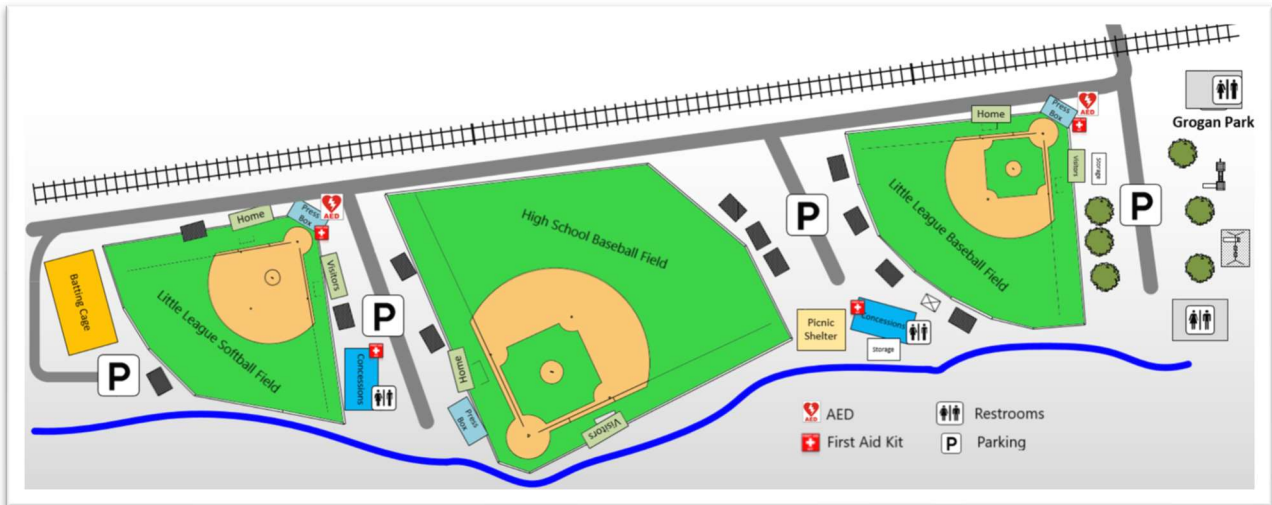 Grogan Park
Home
Press
Box
AED
Visitors
Storage
P
Little League Baseball Field
Home
Press
Box
AED
Visitors
Batting Cage
Little League Softball Field
P
P
Concessions
High School Baseball Field
Home
Press
Box
Visitors
P
Picnic
Shelter
Concessions
Storage
AED AED
Restrooms
First Aid Kit
P Parking